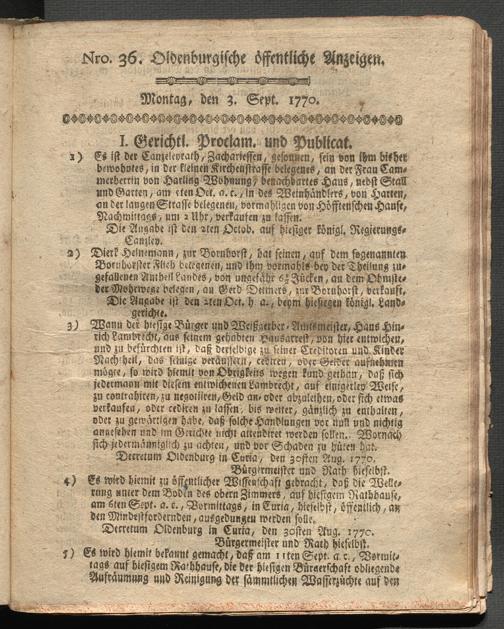 Nro. 36. Oldenburgische öffentliche Anzeigen.
Montag, den 3. Sept. 1770.
I. Gerichtl. Proclam. und Publicat.
1) Es ist der Canzeleyrath, Zachariessen, gesonnen, sein von ihm bisher
bewohntes, in der kleinen Kirchenstrasse belegenes, an der Frau Cam-
merherrin von Harling Wohnung, benachbartes Haus, nebst Stall
und Garten, am 1ten Oct. a. c., in des Weinhändlers, von Harten,
an der langen Strasse belegenen, vormahligen von Höfftenschen Hause,
Nachmittags, um 2 Uhr, verkaufen zu lassen.
Die Angabe ist den 2ten Octob. auf hiesiger königl. Regierungs-
Canzley.
2) Dierk Heinemann, zur Bornhorst, hat seinen, auf dem sogenannten
Bornhorster Flieh belegenen, und ihm vormahls bey der Theilung zu-
gefallenen Antheil Landes, von ungefähr 6 Jücken, an dem Ohmste-
der Mohrwege belegen, an Gerd Deimers, zur Bornhorst, verkauft,
Die Angabe ist den 2ten Oct. h. a., beym hiesiegen königl. Land-
gerichte.
3) Wann der hiesige Bürger und Weißgerber-Amtsmeister, Hans Hin-
rich Lambrecht, aus seinem gehabten Hausarrest, von hier entwichen,
und zu befürchten ist, daß derselbige zu seiner Creditoren und Kinder
Nachtheil, das seinige veräussern, cediren, oder Gelder aufnehmen
mögte, so wird hiemit von Obrigkeits wegen kund gethan, daß sich
jedermann mit diesem entwichenen Lambrecht, auf einigerley Weise,
zu contrahiren, zu negotiiren, Geld an- oder abzuleihen, oder sich etwas
verkaufen, oder cediren zu lassen, bis weiter, gänzlich zu enthalten,
oder zu gewärtigen habe, daß solche Handlungen vor null und nichtig
angesehen und im Gerichte nicht attendiret werden sollen. Wornach
sich jedermänniglich zu achten, und vor Schaden zu hüten hat.
Decretum Oldenburg in Curia, den 30sten Aug. 1770.
Bürgermeister und Rath hieselbst.
4) Es wird hiemit zu öffentlicher Wissenschaft gebracht, daß die Welle-
rung unter dem Boden des obern Zimmers, auf hiesigem Rathhause,
am 6ten Sept. a. c., Vormittags, in Curia, hieselbst, öffentlich, an
den Mindestfordernden, ausgedungen werden solle.
Decretum Oldenburg in Curia, den 30sten Aug. 1770.
Bürgermeister und Rath hieselbst.
5) Es wird hiemit bekannt gemacht, daß am 11ten Sept. a. c., Vormit-
tags auf hiesigem Rathhause, die der hiesigen Bürgerschaft obliegende
Aufräumung und Reinigung der sämmtlichen Wasserzüchte auf den